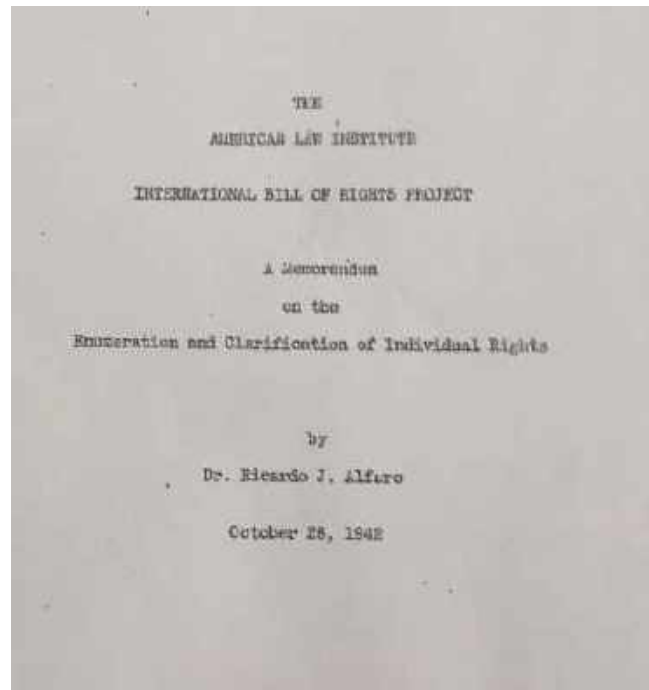 THE
AMERICAN LAW INSTITUTE
INTERNATIONAL BILL OF RIGHTS PROJECT
A Memorandum
on the
Enumeration and Clarification of Individual Rights
by
Dr. Ricardo J. Alfaro
October 1942